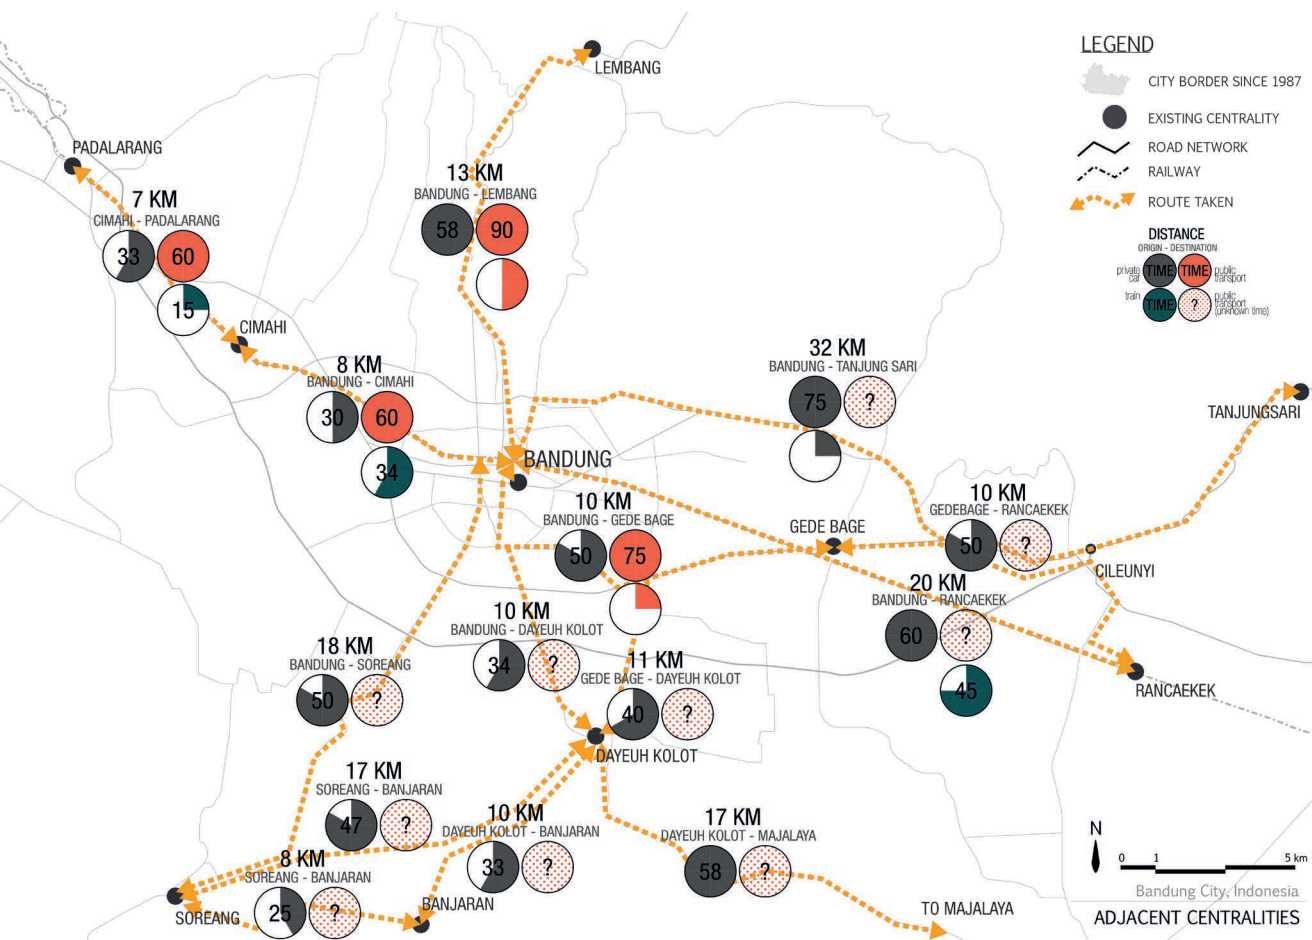 LEGEND
CITY BORDER SINCE 1987
EXISTING CENTRALITY
ROAD NETWORK
RAILWAY
ROUTE TAKEN
DISTANCE
ORIGIN - DESTINATION
private car
TIME
TIME
public transport
train
TIME
?
public transport (unknown time)
LEMBANG
PADALARANG
7 KM
CIMAHI - PADALARANG
33
60
15
13 KM
BANDUNG - LEMBANG
58
90
CIMAHI
8 KM
BANDUNG - CIMAHI
30
60
34
32 KM
BANDUNG - TANJUNG SARI
75
?
TANJUNGSARI
BANDUNG
10 KM
BANDUNG - GEDE BAGE
50
75
GEDE BAGE
10 KM
GEDEBAGE - RANCAEKEK
50
?
CILEUNYI
20 KM
BANDUNG - RANCAEKEK
60
?
45
RANCAEKEK
10 KM
BANDUNG - DAYEUH KOLOT
34
?
18 KM
BANDUNG - SOREANG
50
?
11 KM
GEDE BAGE - DAYEUH KOLOT
40
?
DAYEUH KOLOT
17 KM
SOREANG - BANJARAN
47
?
10 KM
DAYEUH KOLOT - BANJARAN
33
?
17 KM
DAYEUH KOLOT - MAJALAYA
58
?
8 KM
SOREANG - BANJARAN
25
?
SOREANG
BANJARAN
TO MAJALAYA
N
0 1 5 km
Bandung City, Indonesia
ADJACENT CENTRALITIES